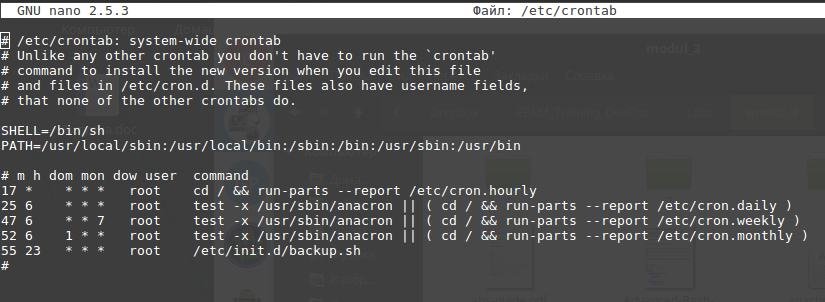 GNU nano 2.5.3 Файл: /etc/crontab
# /etc/crontab: system-wide crontab
# Unlike any other crontab you don't have to run the `crontab'
# command to install the new version when you edit this file
# and files in /etc/cron.d. These files also have username fields,
# that none of the other crontabs do.
SHELL=/bin/sh
PATH=/usr/local/sbin:/usr/local/bin:/sbin:/bin:/usr/sbin:/usr/bin
# m h dom mon dow user  command
17 *    * * *   root    cd / && run-parts --report /etc/cron.hourly
25 6    * * *   root    test -x /usr/sbin/anacron || ( cd / && run-parts --report /etc/cron.daily )
47 6    * * 7   root    test -x /usr/sbin/anacron || ( cd / && run-parts --report /etc/cron.weekly )
52 6    1 * *   root    test -x /usr/sbin/anacron || ( cd / && run-parts --report /etc/cron.monthly )
55 23   * * *   root    /etc/init.d/backup.sh
#
modul_3
Справка